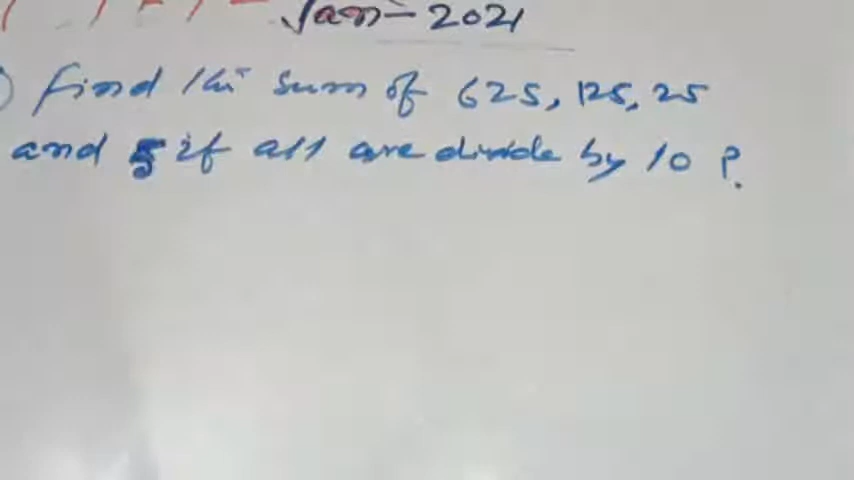 Jan-2021
) find the sum of 625, 125, 25
and 5 if all are divide by 10 ?